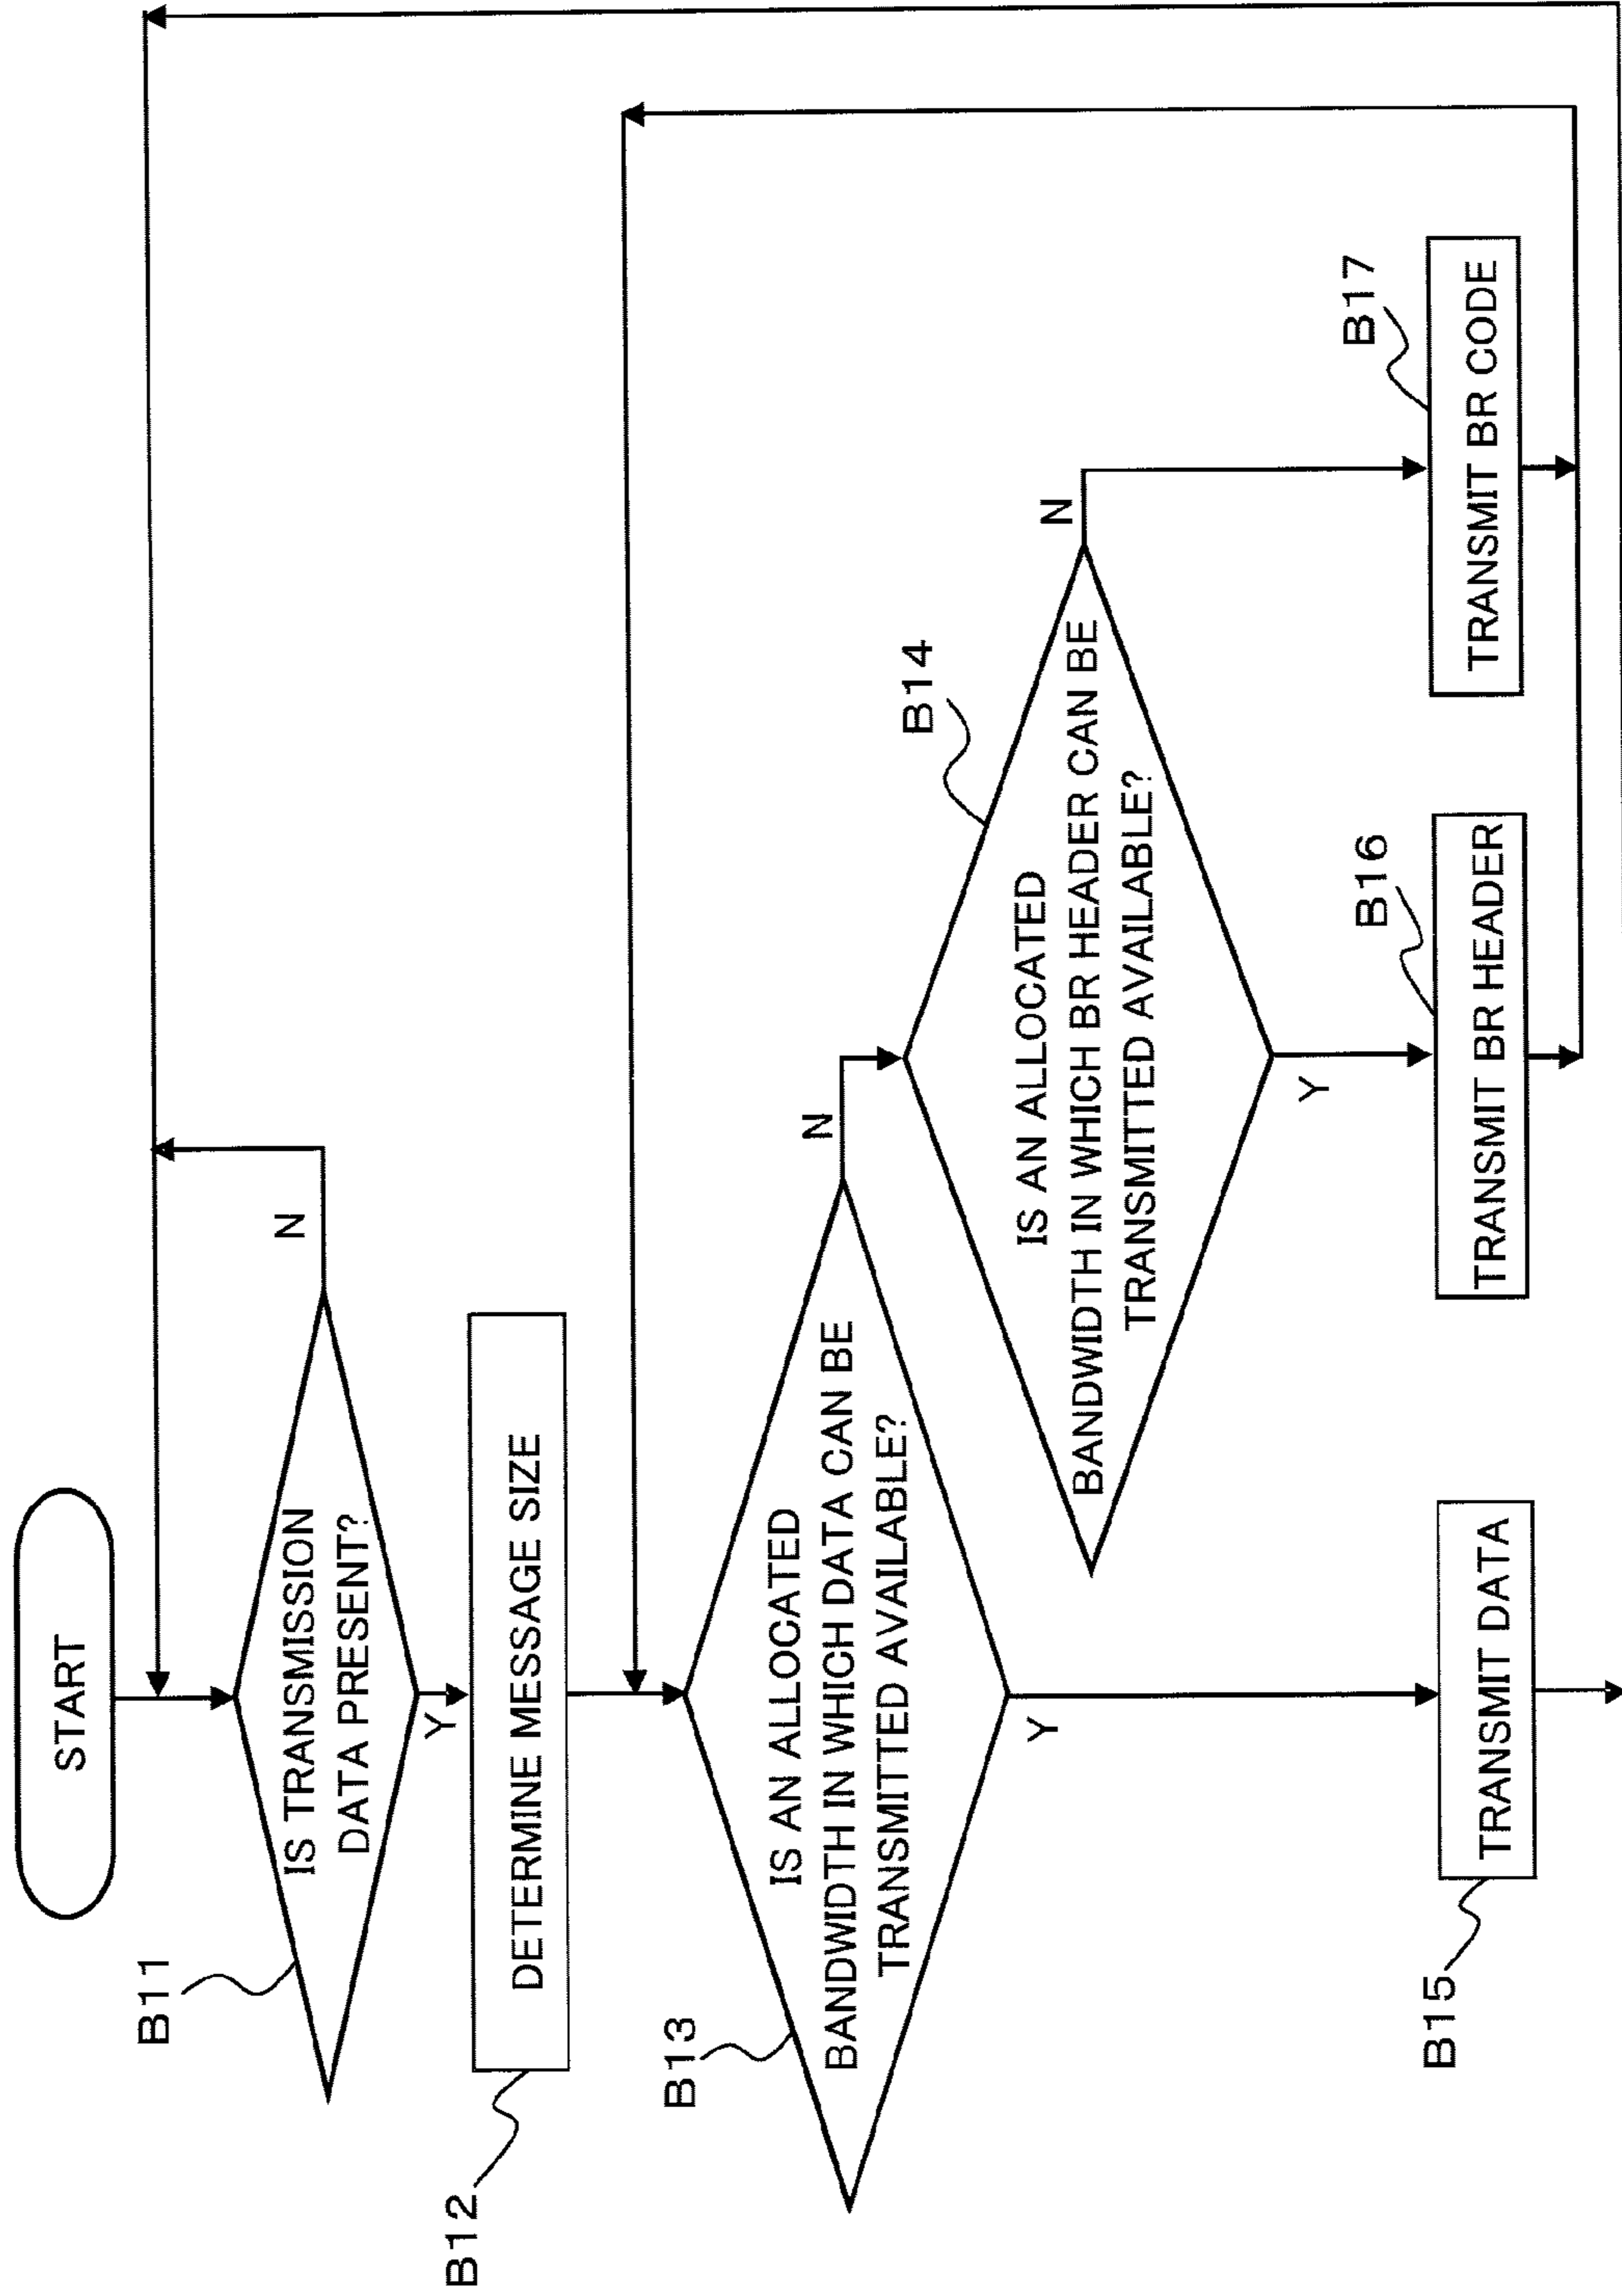 START
B11
IS TRANSMISSION
DATA PRESENT?
N
Y
B12
DETERMINE MESSAGE SIZE
B13
IS AN ALLOCATED
BANDWIDTH IN WHICH DATA CAN BE
TRANSMITTED AVAILABLE?
N
Y
B14
IS AN ALLOCATED
BANDWIDTH IN WHICH BR HEADER CAN BE
TRANSMITTED AVAILABLE?
N
Y
B15
TRANSMIT DATA
B16
TRANSMIT BR HEADER
B17
TRANSMIT BR CODE